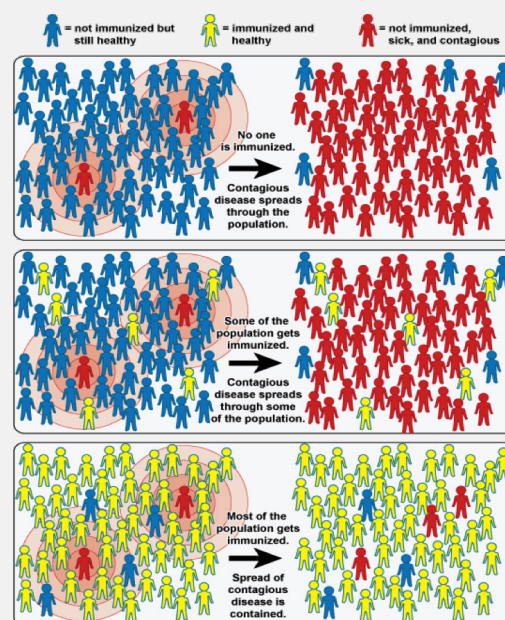 = not immunized but
still healthy
= immunized and
healthy
= not immunized,
sick, and contagious
No one
is immunized.
Contagious
disease spreads
through the
population.
Some of the
population gets
immunized.
Contagious
disease spreads
through some
of the population.
Most of the
population gets
immunized.
Spread of
contagious
disease is
contained.